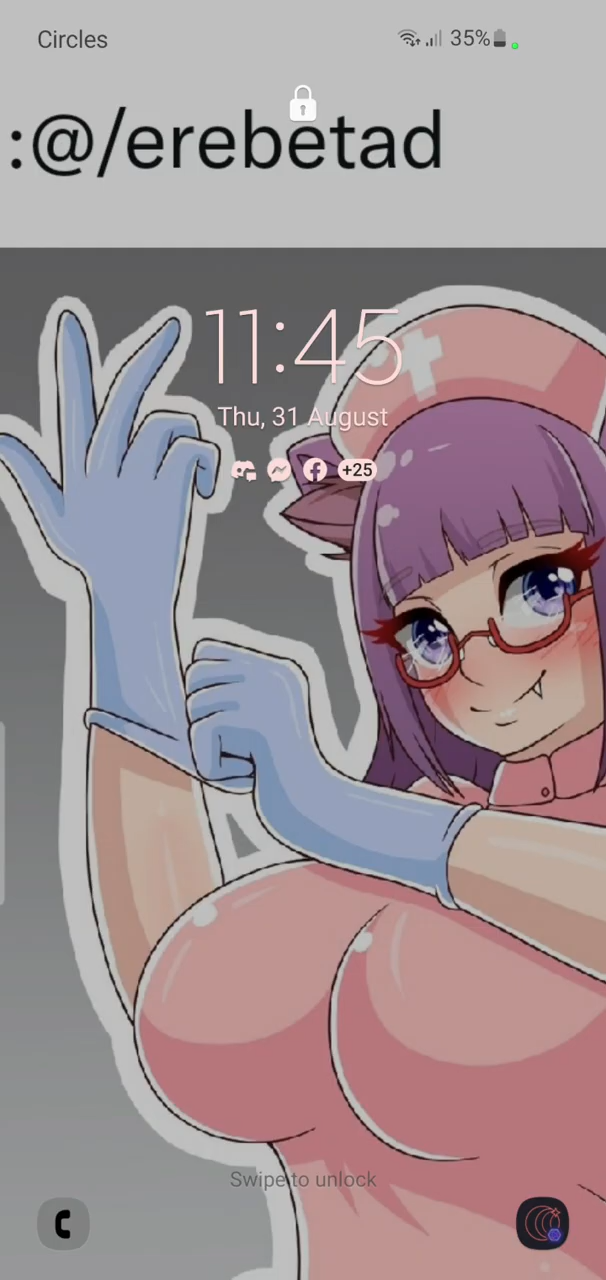 Circles 35%
:@/erebetad
11:45
Thu, 31 August
+25
Swipe to unlock